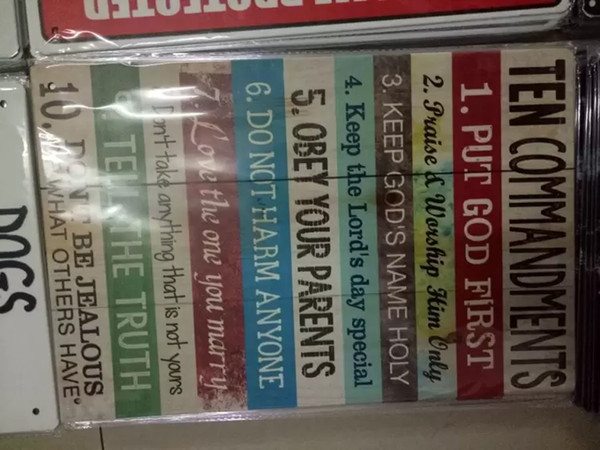 TEN COMMANDMENTS
1. PUT GOD FIRST
2. Praise & Worship Him Only
3. KEEP GOD'S NAME HOLY
4. Keep the Lord's day special
5. OBEY YOUR PARENTS
6. DO NOT HARM ANYONE
7. Love the one you marry
Don't take anything that is not yours
TELL THE TRUTH
10. DON'T BE JEALOUS
OF WHAT OTHERS HAVE
DOGS
PROTECTED